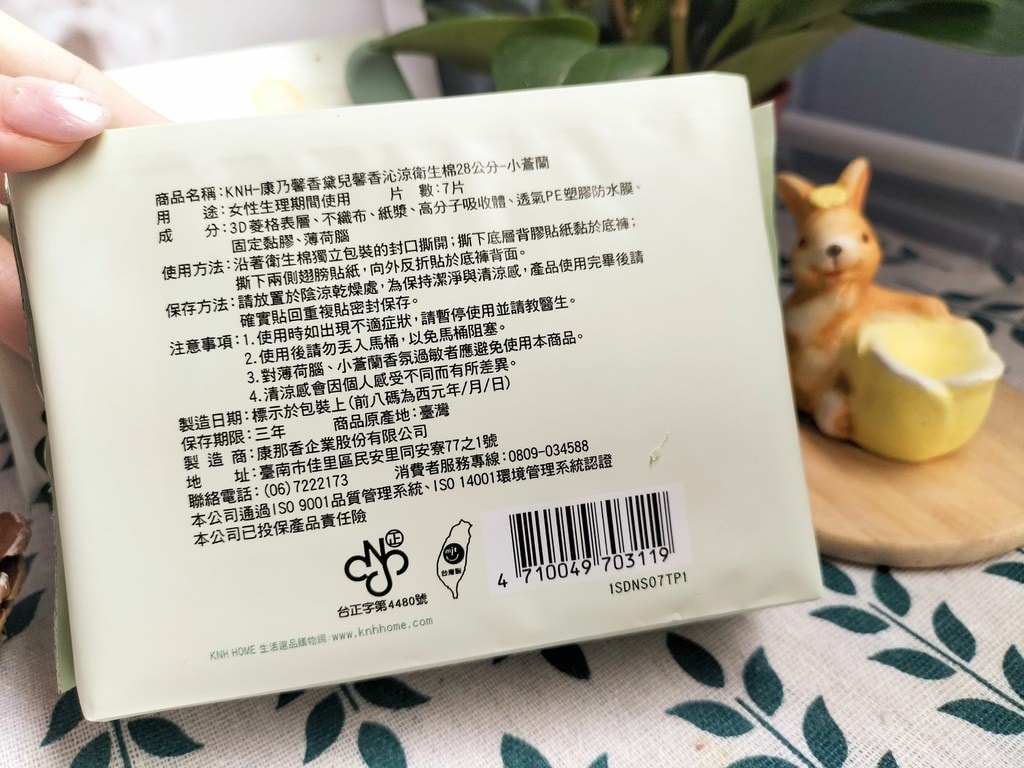 商品名稱:KNH-康乃馨香黛兒馨香沁涼衛生棉28公分-小蒼蘭
用 途:女性生理期間使用 片 數:7片
成 分:3D菱格表層、不織布、紙漿、高分子吸收體、透氣PE塑膠防水膜、
固定黏膠、薄荷腦
使用方法:沿著衛生棉獨立包裝的封口撕開;撕下底層背膠貼紙黏於底褲;
撕下兩側翅膀貼紙,向外反折貼於底褲背面。
保存方法:請放置於陰涼乾燥處,為保持潔淨與清涼感,產品使用完畢後請
確實貼回重複貼密封保存。
注意事項:1.使用時如出現不適症狀,請暫停使用並請教醫生。
2.使用後請勿丟入馬桶,以免馬桶阻塞。
3.對薄荷腦、小蒼蘭香氛過敏者應避免使用本商品。
4.清涼感會因個人感受不同而有所差異。
製造日期:標示於包裝上(前八碼為西元年/月/日)
保存期限:三年 商品原產地:臺灣
製 造 商:康那香企業股份有限公司
地 址:臺南市佳里區民安里同安寮77之1號
聯絡電話:(06)7222173 消費者服務專線:0809-034588
本公司通過ISO 9001品質管理系統、ISO 14001環境管理系統認證
本公司已投保產品責任險
正
台灣製
台正字第4480號
4 710049 703119
1SDNS07TP1
KNH HOME 生活選品購物網:www.knhhome.com